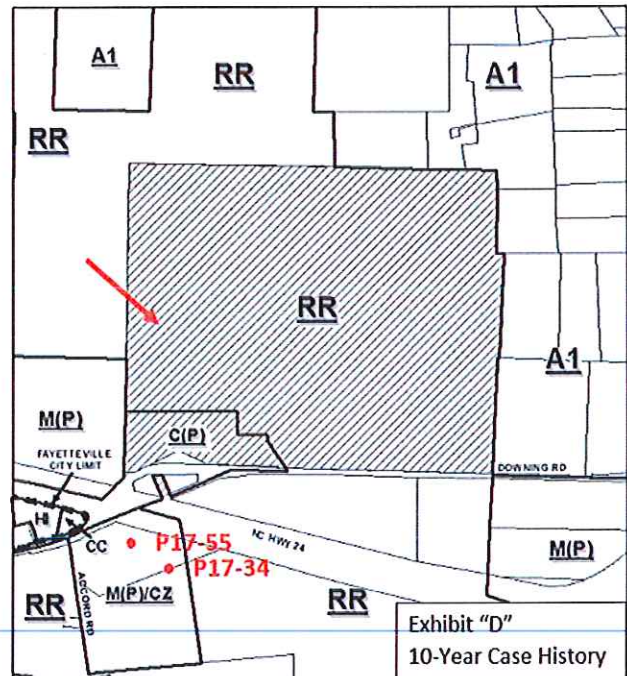 A1
RR
A1
RR
RR
A1
M(P)
C(P)
FAYETTEVILLE
CITY LIMIT
DOWNING RD
HI
CC
P17-55
NC HWY 24
P17-34
M(P)
ACCORD RD
M(P)/CZ
RR
RR
Exhibit "D"
10-Year Case History